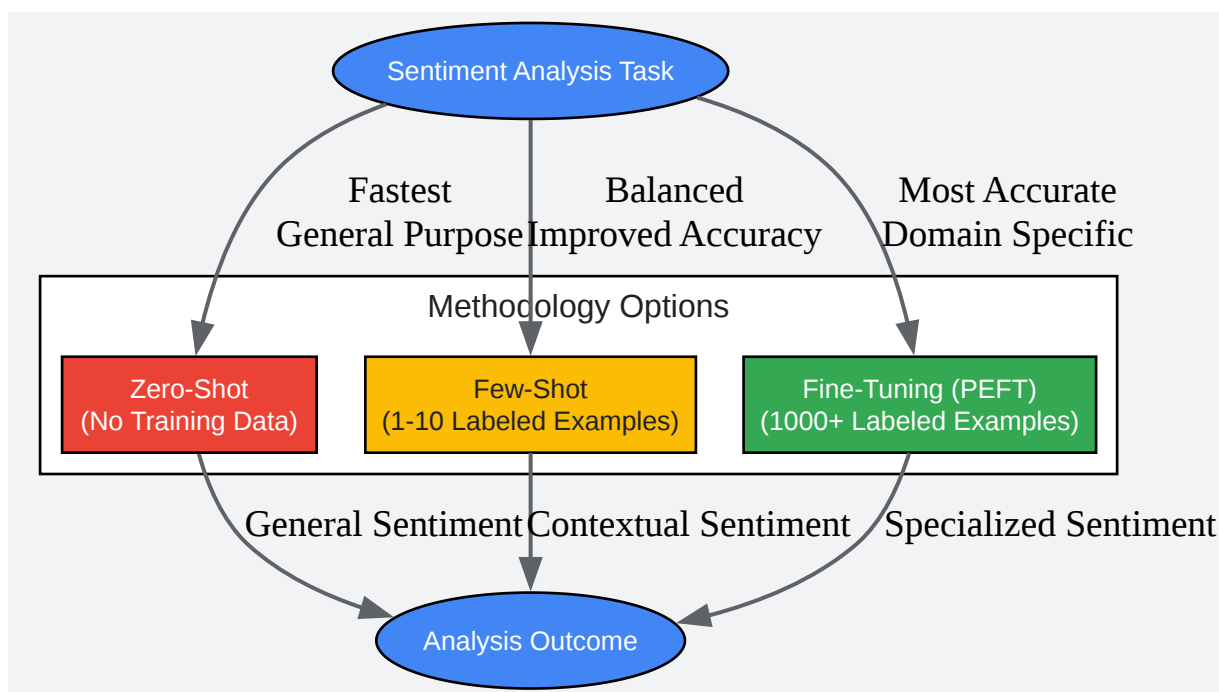 Sentiment Analysis Task
Fastest
General Purpose
Balanced
Improved Accuracy
Most Accurate
Domain Specific
Methodology Options
Zero-Shot
(No Training Data)
Few-Shot
(1-10 Labeled Examples)
Fine-Tuning (PEFT)
(1000+ Labeled Examples)
General Sentiment
Contextual Sentiment
Specialized Sentiment
Analysis Outcome